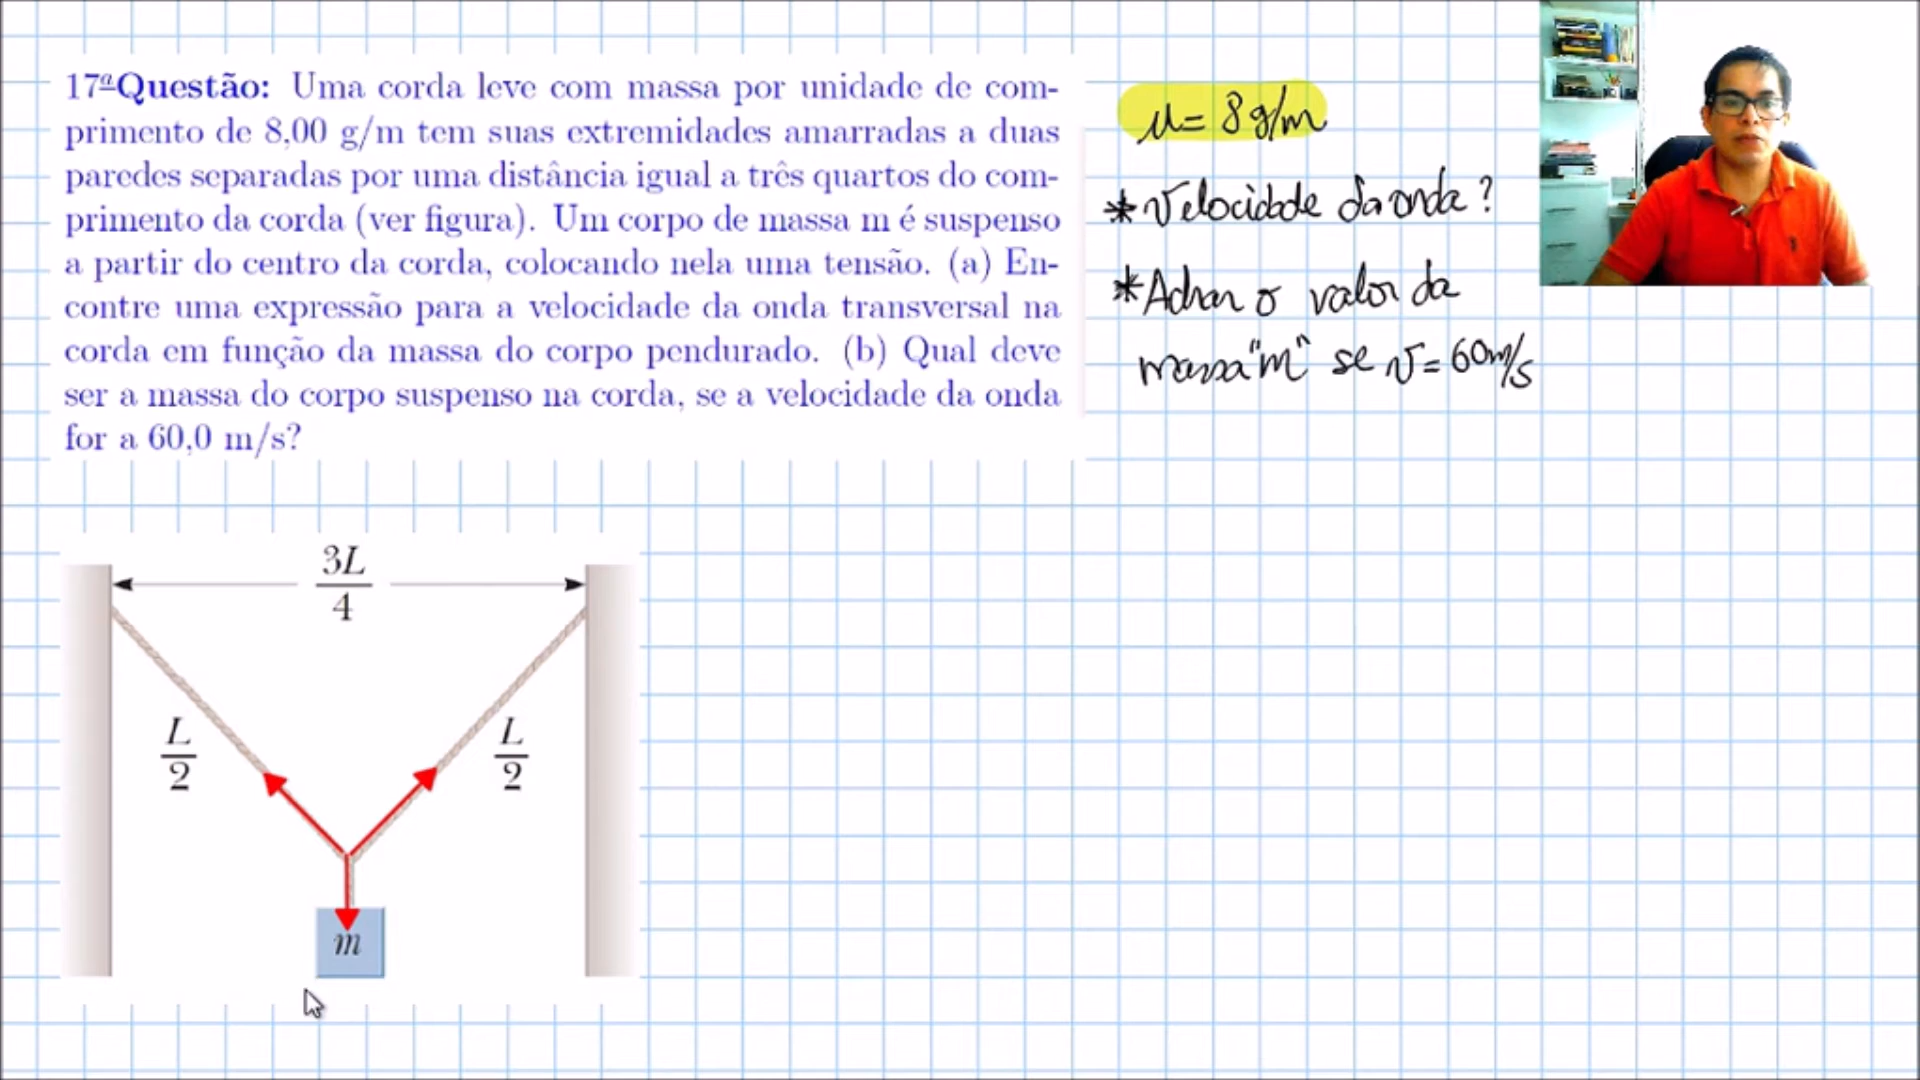 17ªQuestão: Uma corda leve com massa por unidade de com-
primento de 8,00 g/m tem suas extremidades amarradas a duas
paredes separadas por uma distância igual a três quartos do com-
primento da corda (ver figura). Um corpo de massa m é suspenso
a partir do centro da corda, colocando nela uma tensão. (a) En-
contre uma expressão para a velocidade da onda transversal na
corda em função da massa do corpo pendurado. (b) Qual deve
ser a massa do corpo suspenso na corda, se a velocidade da onda
for a 60,0 m/s?
μ= 8g/m
*Velocidade da onda?
*Achar o valor da
massa "m" se v=60m/s
3L
4
L
2
L
2
m